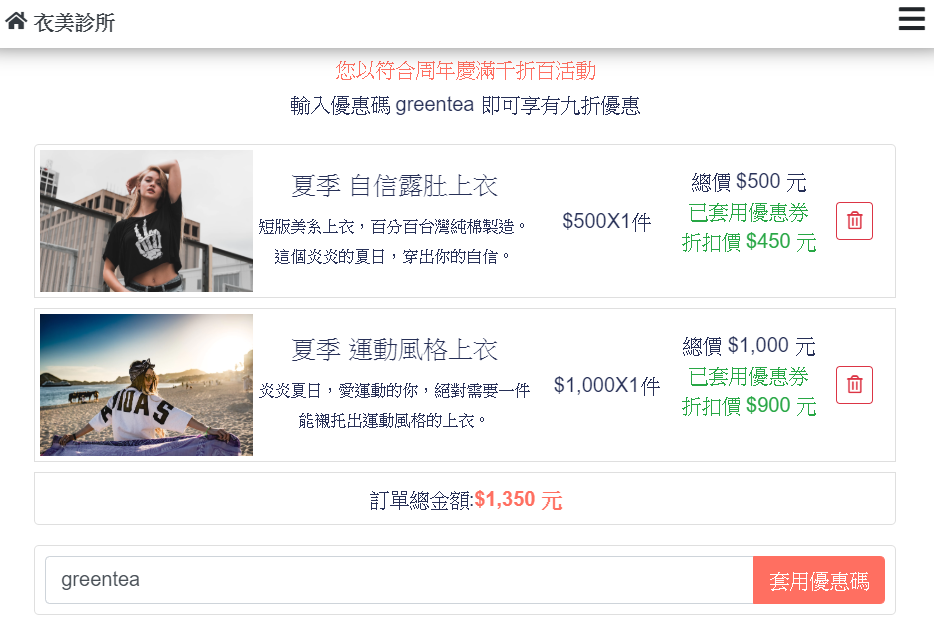 衣美診所
您以符合周年慶滿千折百活動
輸入優惠碼 greentea 即可享有九折優惠
夏季 自信露肚上衣
短版美系上衣，百分百台灣純棉製造。
這個炎炎的夏日，穿出你的自信。
$500X1件
總價 $500 元
已套用優惠券
折扣價 $450 元
夏季 運動風格上衣
炎炎夏日，愛運動的你，絕對需要一件
能襯托出運動風格的上衣。
$1,000X1件
總價 $1,000 元
已套用優惠券
折扣價 $900 元
訂單總金額:$1,350 元
greentea
套用優惠碼